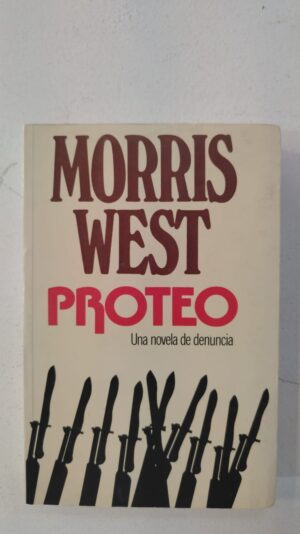 MORRIS
WEST
PROTEO
Una novela de denuncia